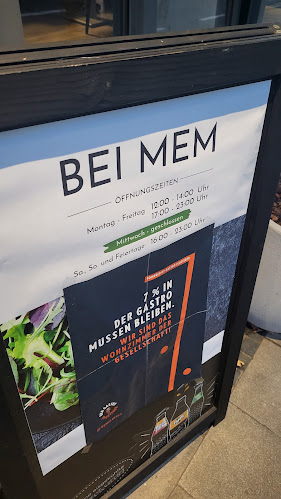 BEI MEM
ÖFFNUNGSZEITEN
Montag - Freitag 12:00 - 14:00 Uhr
17:00 - 23:00 Uhr
Mittwoch - geschlossen
Sa, So und Feiertage 16:00 - 23:00 Uhr
7 % IN
DER GASTRO
MÜSSEN BLEIBEN.
WIR SIND DAS
WOHNZIMMER DER
GESELLSCHAFT!